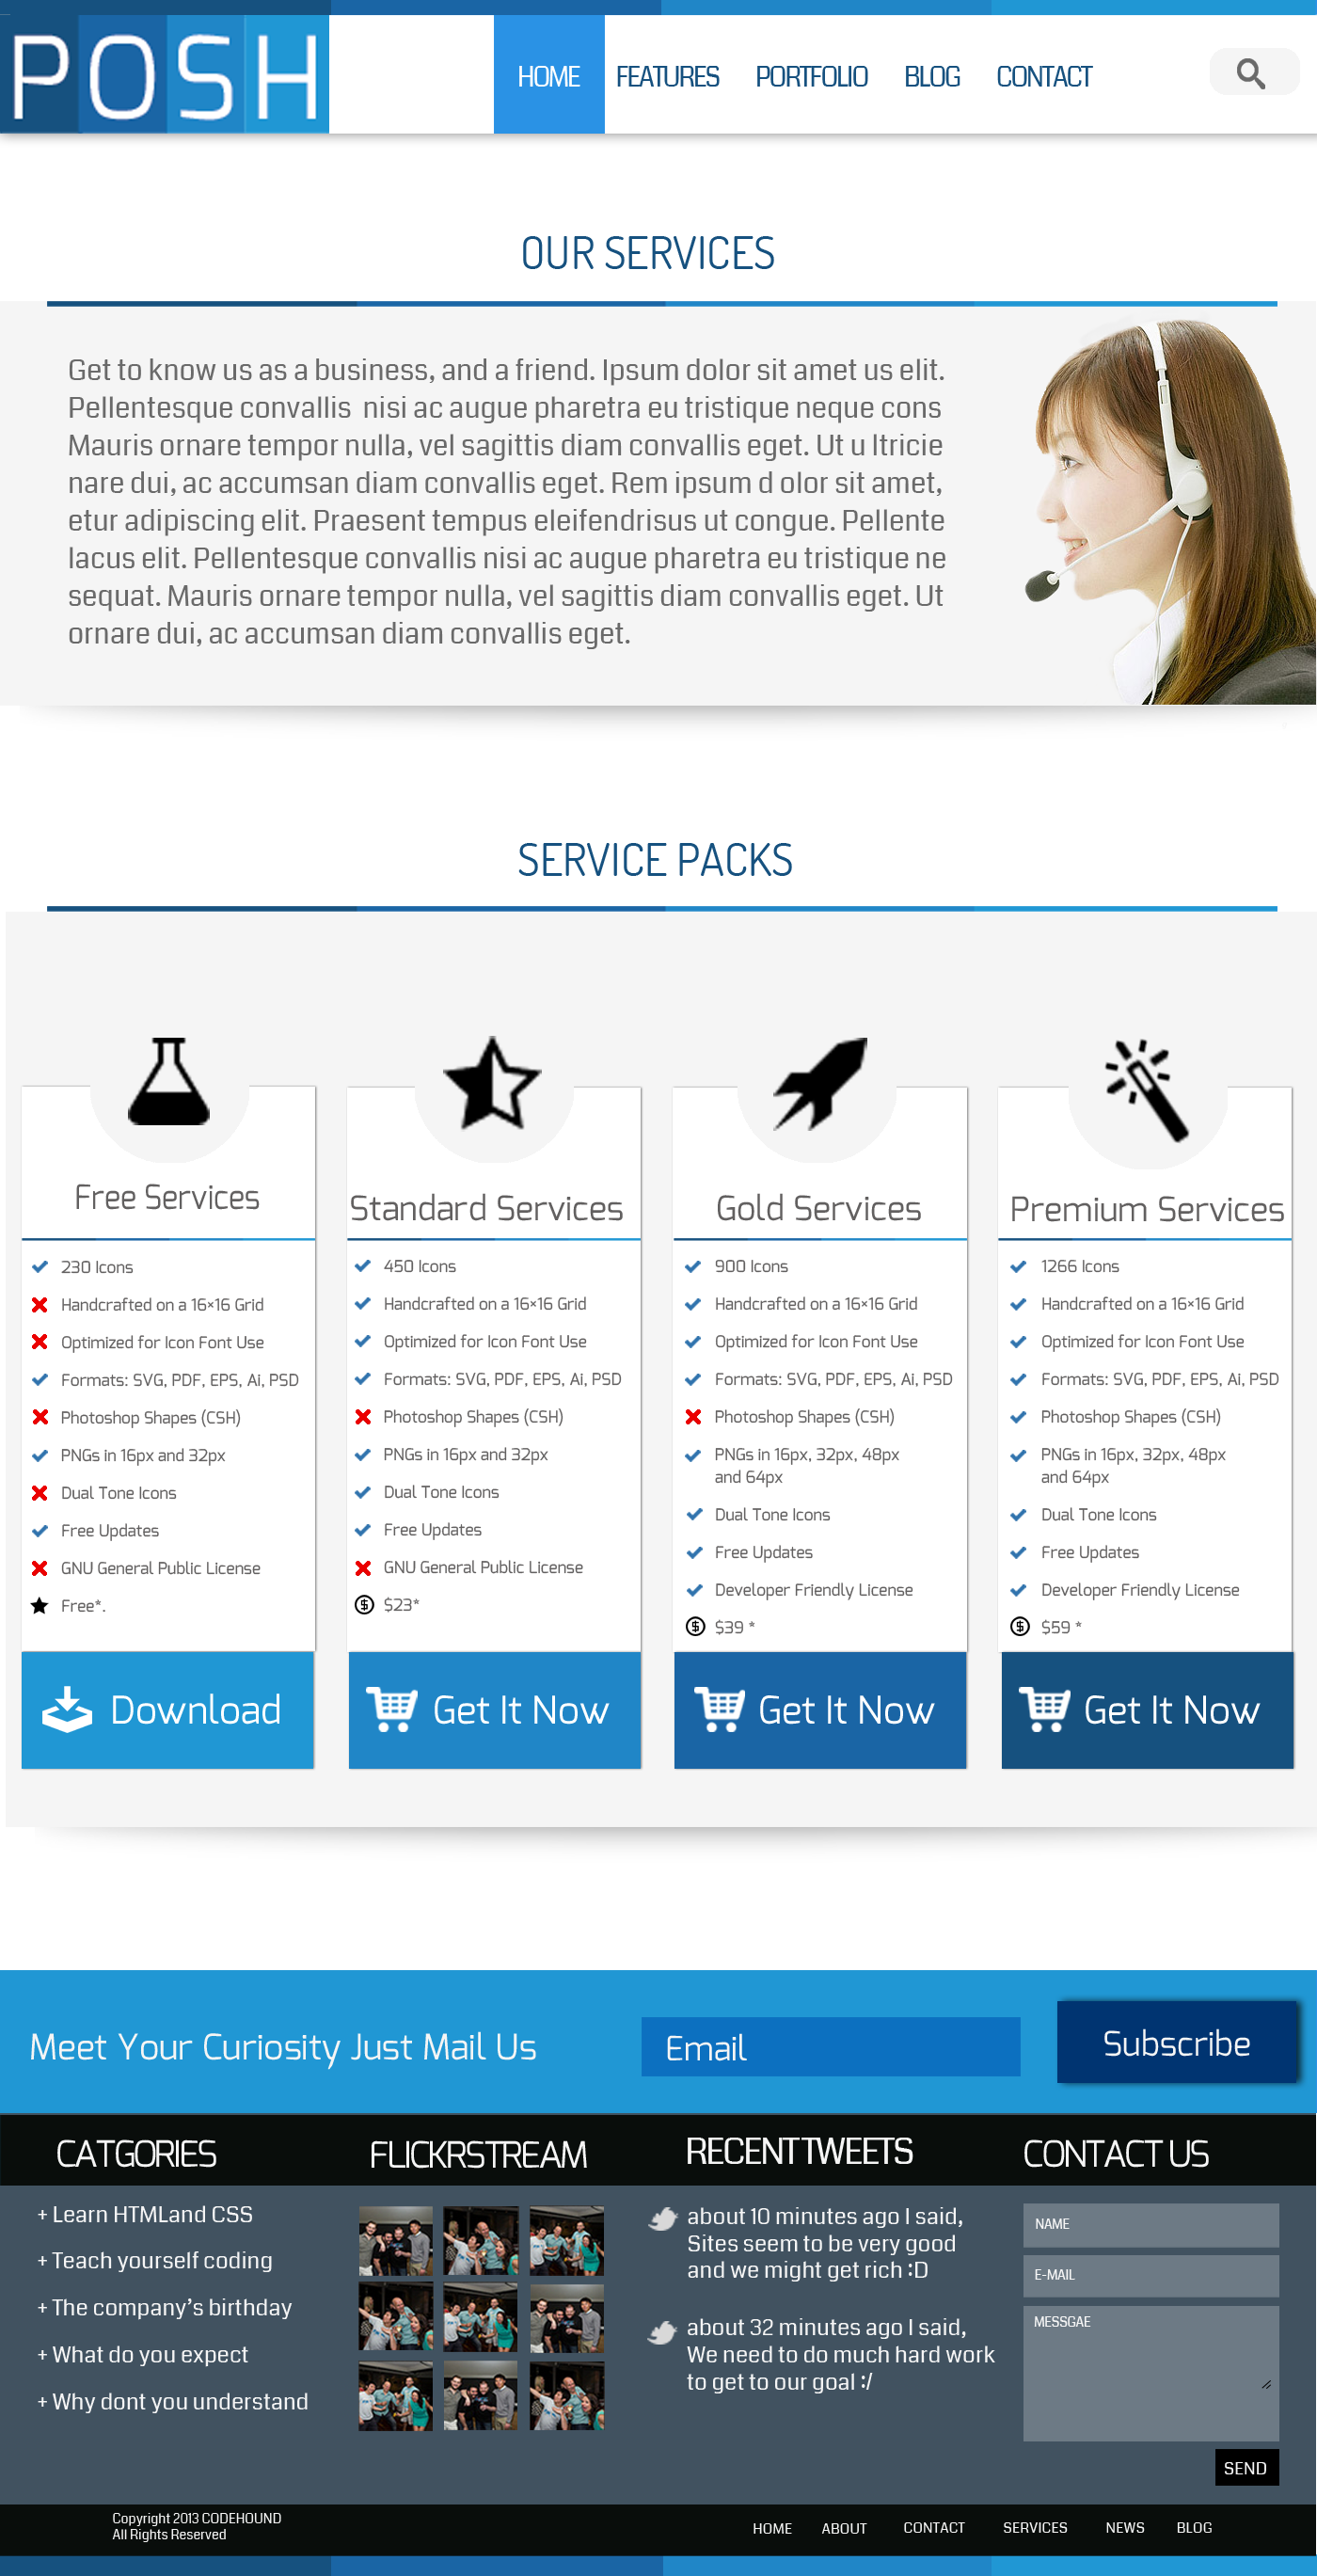 POSH
HOME FEATURES PORTFOLIO BLOG CONTACT
OUR SERVICES
Get to know us as a business, and a friend. Ipsum dolor sit amet us elit.
Pellentesque convallis nisi ac augue pharetra eu tristique neque cons
Mauris ornare tempor nulla, vel sagittis diam convallis eget. Ut u ltricie
nare dui, ac accumsan diam convallis eget. Rem ipsum d olor sit amet,
etur adipiscing elit. Praesent tempus eleifendrisus ut congue. Pellente
lacus elit. Pellentesque convallis nisi ac augue pharetra eu tristique ne
sequat. Mauris ornare tempor nulla, vel sagittis diam convallis eget. Ut
ornare dui, ac accumsan diam convallis eget.
SERVICE PACKS
Free Services
230 Icons
Handcrafted on a 16×16 Grid
Optimized for Icon Font Use
Formats: SVG, PDF, EPS, Ai, PSD
Photoshop Shapes (CSH)
PNGs in 16px and 32px
Dual Tone Icons
Free Updates
GNU General Public License
Free*.
Download
Standard Services
450 Icons
Handcrafted on a 16×16 Grid
Optimized for Icon Font Use
Formats: SVG, PDF, EPS, Ai, PSD
Photoshop Shapes (CSH)
PNGs in 16px and 32px
Dual Tone Icons
Free Updates
GNU General Public License
$23*
Get It Now
Gold Services
900 Icons
Handcrafted on a 16×16 Grid
Optimized for Icon Font Use
Formats: SVG, PDF, EPS, Ai, PSD
Photoshop Shapes (CSH)
PNGs in 16px, 32px, 48px
and 64px
Dual Tone Icons
Free Updates
Developer Friendly License
$39 *
Get It Now
Premium Services
1266 Icons
Handcrafted on a 16×16 Grid
Optimized for Icon Font Use
Formats: SVG, PDF, EPS, Ai, PSD
Photoshop Shapes (CSH)
PNGs in 16px, 32px, 48px
and 64px
Dual Tone Icons
Free Updates
Developer Friendly License
$59 *
Get It Now
Meet Your Curiosity Just Mail Us
Email
Subscribe
CATGORIES
+ Learn HTMLand CSS
+ Teach yourself coding
+ The company's birthday
+ What do you expect
+ Why dont you understand
FLICKRSTREAM
RECENT TWEETS
about 10 minutes ago I said,
Sites seem to be very good
and we might get rich :D
about 32 minutes ago I said,
We need to do much hard work
to get to our goal :/
CONTACT US
NAME
E-MAIL
MESSGAE
SEND
Copyright 2013 CODEHOUND
All Rights Reserved
HOME ABOUT CONTACT SERVICES NEWS BLOG